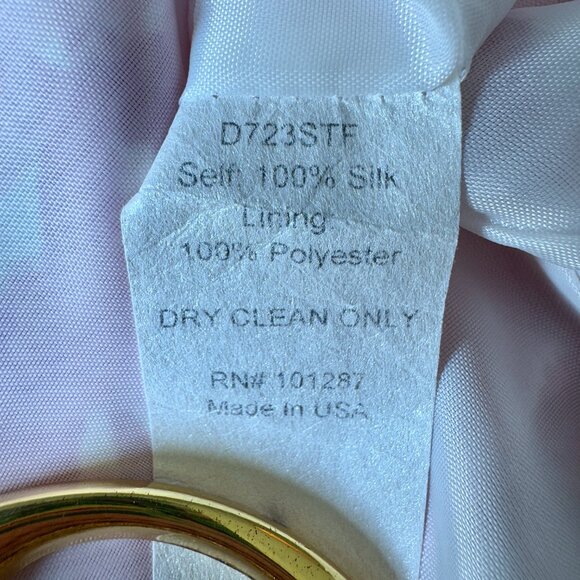 D723STF
Self: 100% Silk
Lining:
100% Polyester
DRY CLEAN ONLY
RN# 101287
Made In USA